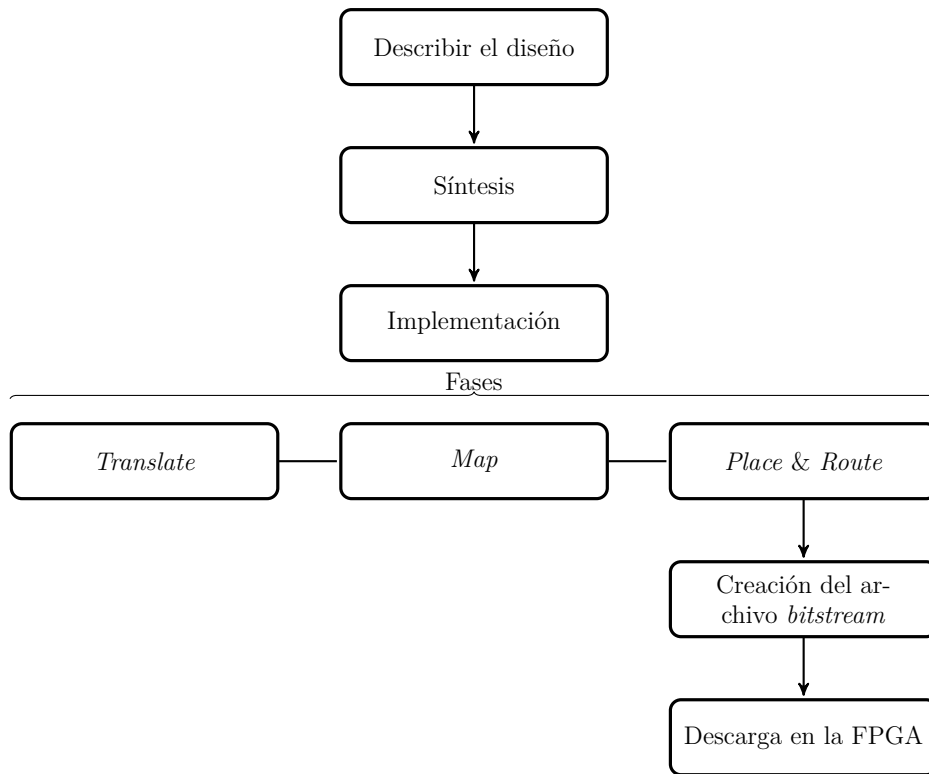 Describir el diseño
Síntesis
Implementación
Fases
Translate
Map
Place & Route
Creación del ar-
chivo bitstream
Descarga en la FPGA